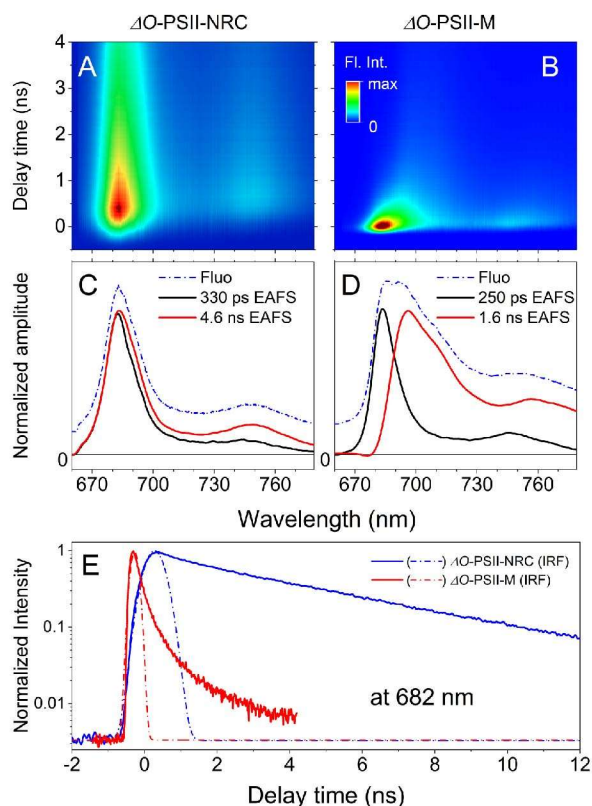 ΔO-PSII-NRC ΔO-PSII-M
A B
Fl. Int.
max
0
Delay time (ns)
4
3
2
1
0
C D
Fluo
330 ps EAFS
4.6 ns EAFS
Fluo
250 ps EAFS
1.6 ns EAFS
Normalized amplitude
0 0
670 700 730 760 670 700 730 760
Wavelength (nm)
E
(—) ΔO-PSII-NRC (IRF)
(—) ΔO-PSII-M (IRF)
at 682 nm
Normalized Intensity
1
0.1
0.01
-2 0 2 4 6 8 10 12
Delay time (ns)